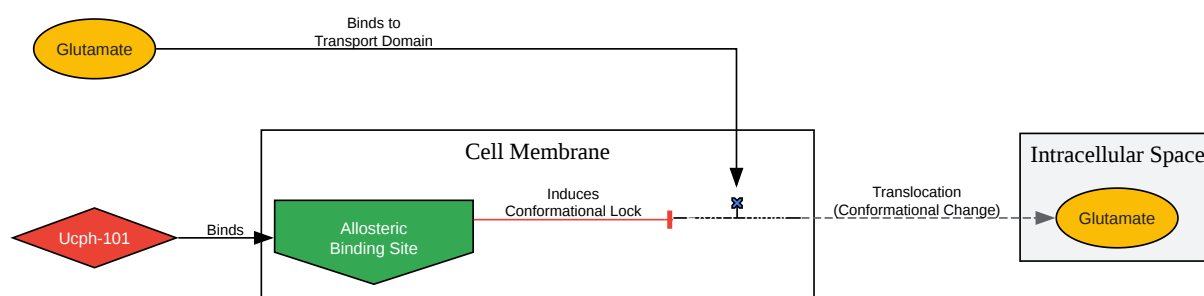 Glutamate
Binds to
Transport Domain
Cell Membrane
Intracellular Space
Induces
Conformational Lock
Translocation
(Conformational Change)
Glutamate
Ucph-101
Binds
Allosteric
Binding Site